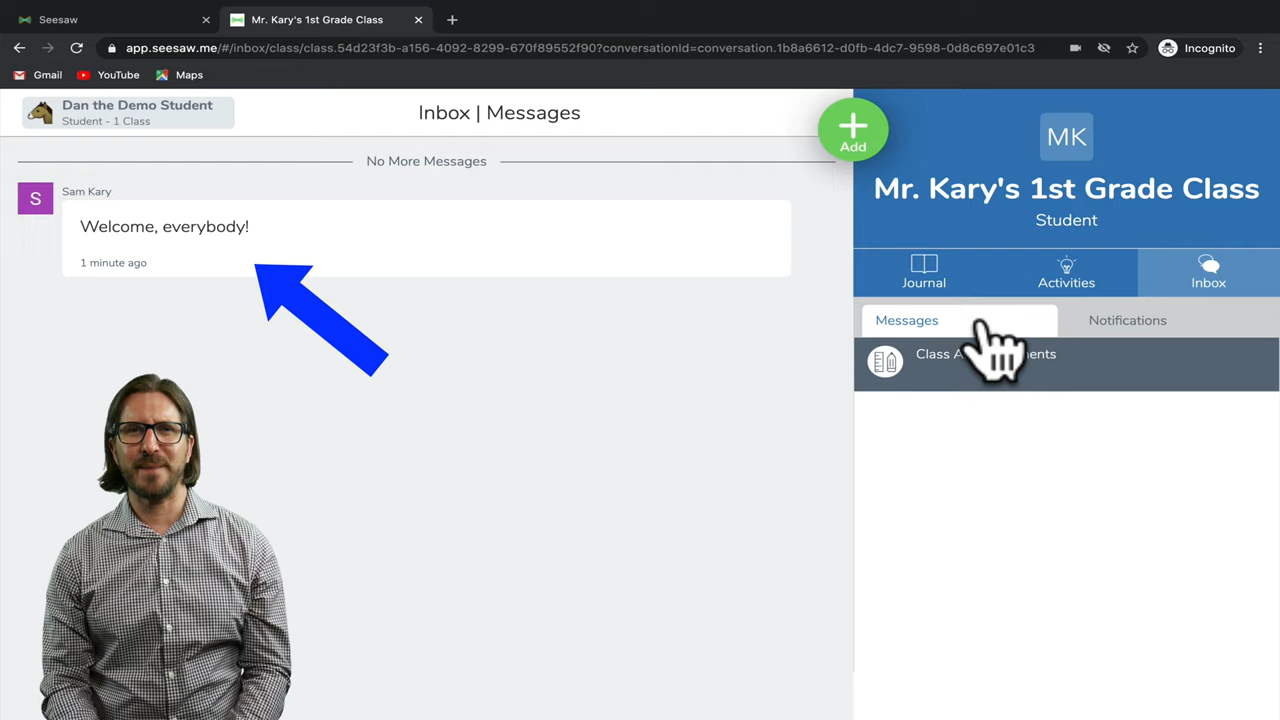 Seesaw
Mr. Kary's 1st Grade Class
app.seesaw.me/#/inbox/class/class.54d23f3b-a156-4092-8299-670f89552f90?conversationId=conversation.1b8a6612-d0fb-4dc7-9598-0d8c697e01c3
Incognito
Gmail
YouTube
Maps
Dan the Demo Student
Student - 1 Class
Inbox | Messages
Add
No More Messages
S
Sam Kary
Welcome, everybody!
1 minute ago
MK
Mr. Kary's 1st Grade Class
Student
Journal
Activities
Inbox
Messages
Notifications
Class